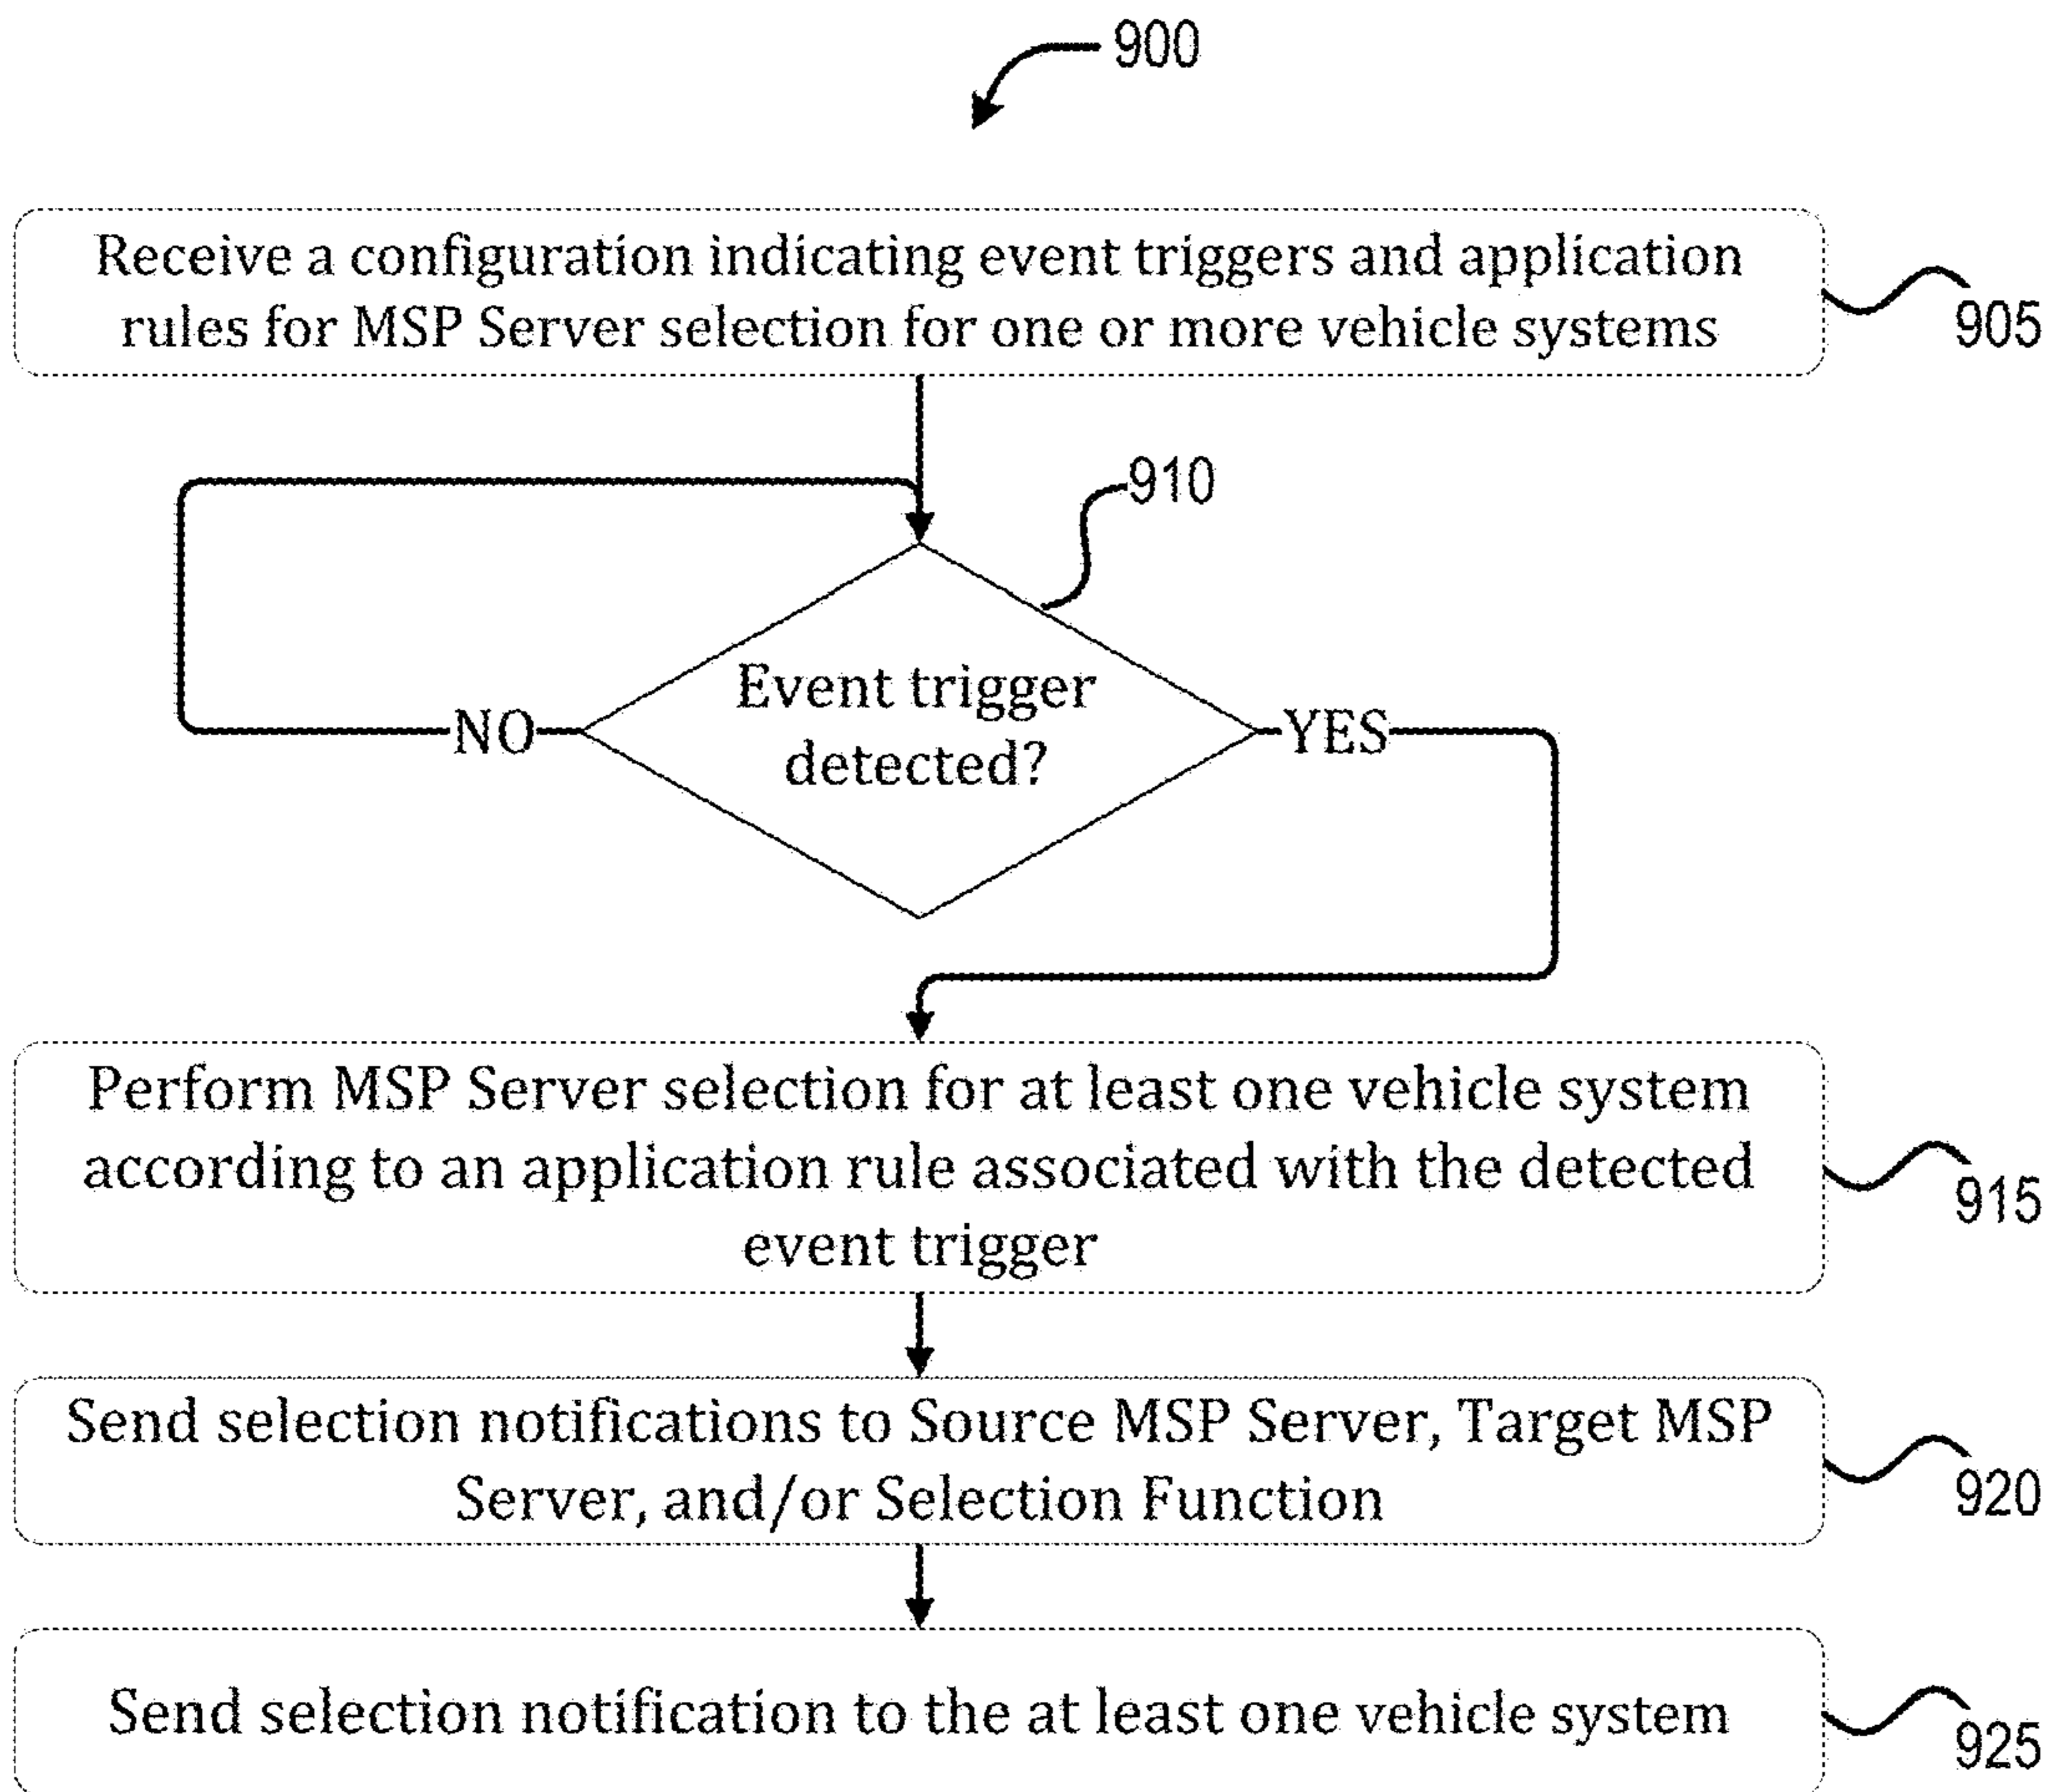 900
Receive a configuration indicating event triggers and application
rules for MSP Server selection for one or more vehicle systems
905
910
Event trigger
detected?
NO
YES
Perform MSP Server selection for at least one vehicle system
according to an application rule associated with the detected
event trigger
915
Send selection notifications to Source MSP Server, Target MSP
Server, and/or Selection Function
920
Send selection notification to the at least one vehicle system
925